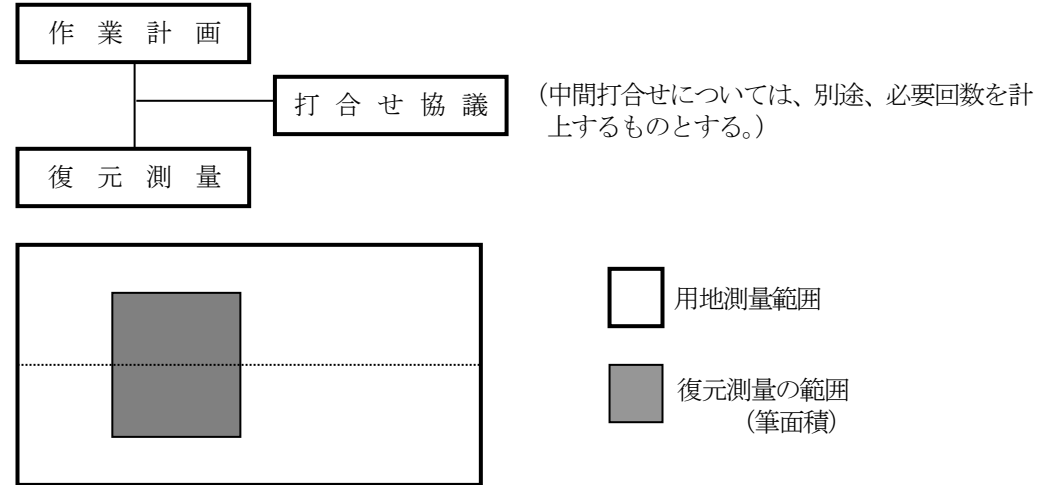 作業計画
打合せ協議
(中間打合せについては、別途、必要回数を計
上するものとする。)
復元測量
用地測量範囲
復元測量の範囲
(筆面積)